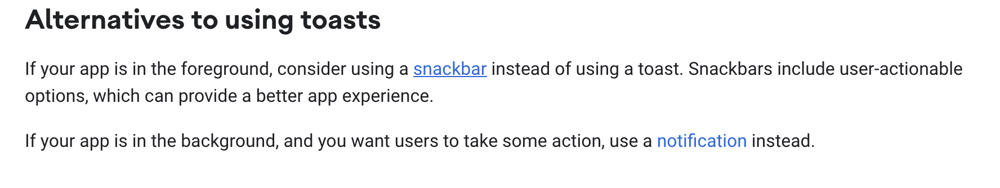 Alternatives to using toasts
If your app is in the foreground, consider using a snackbar instead of using a toast. Snackbars include user-actionable
options, which can provide a better app experience.
If your app is in the background, and you want users to take some action, use a notification instead.